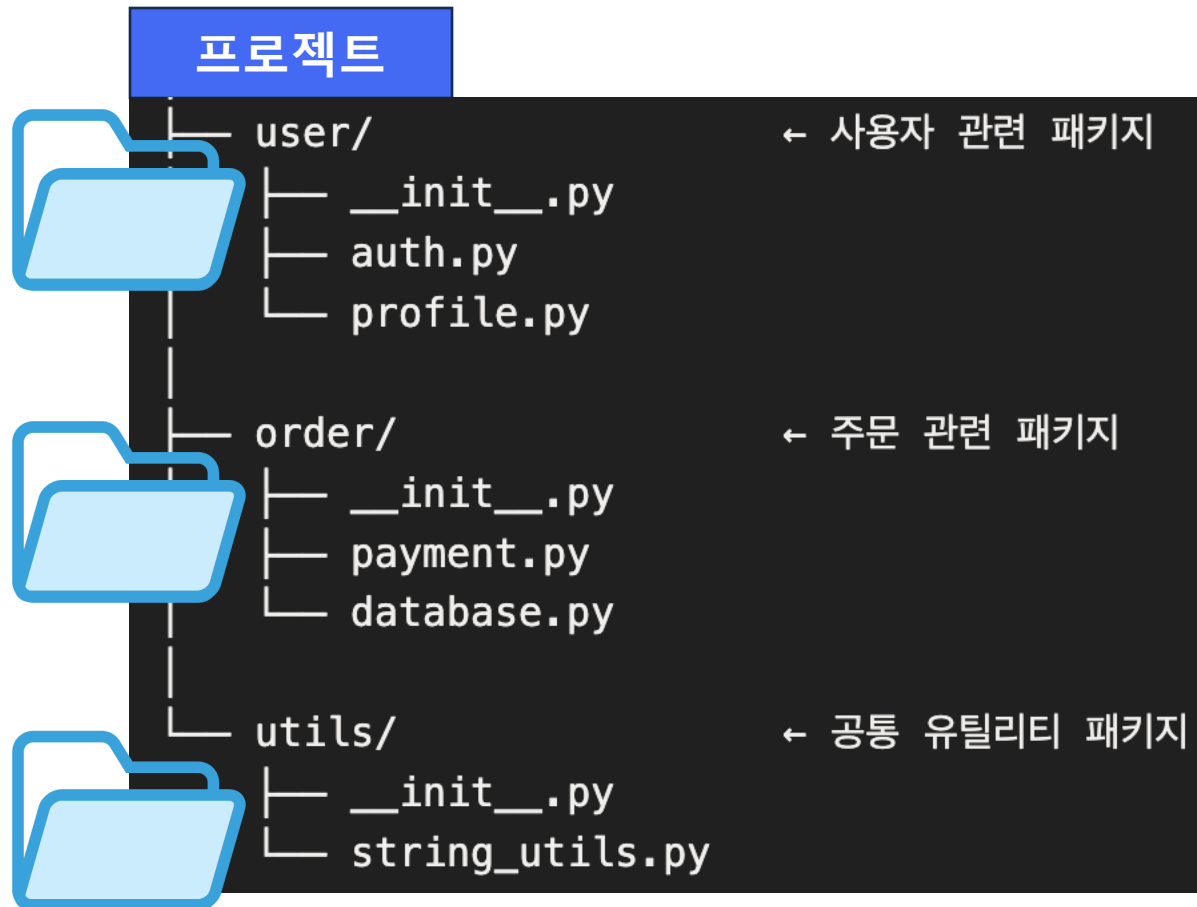 프로젝트
├── user/ ← 사용자 관련 패키지
│   ├── __init__.py
│   ├── auth.py
│   └── profile.py
│
├── order/ ← 주문 관련 패키지
│   ├── __init__.py
│   ├── payment.py
│   └── database.py
│
└── utils/ ← 공통 유틸리티 패키지
    ├── __init__.py
    └── string_utils.py